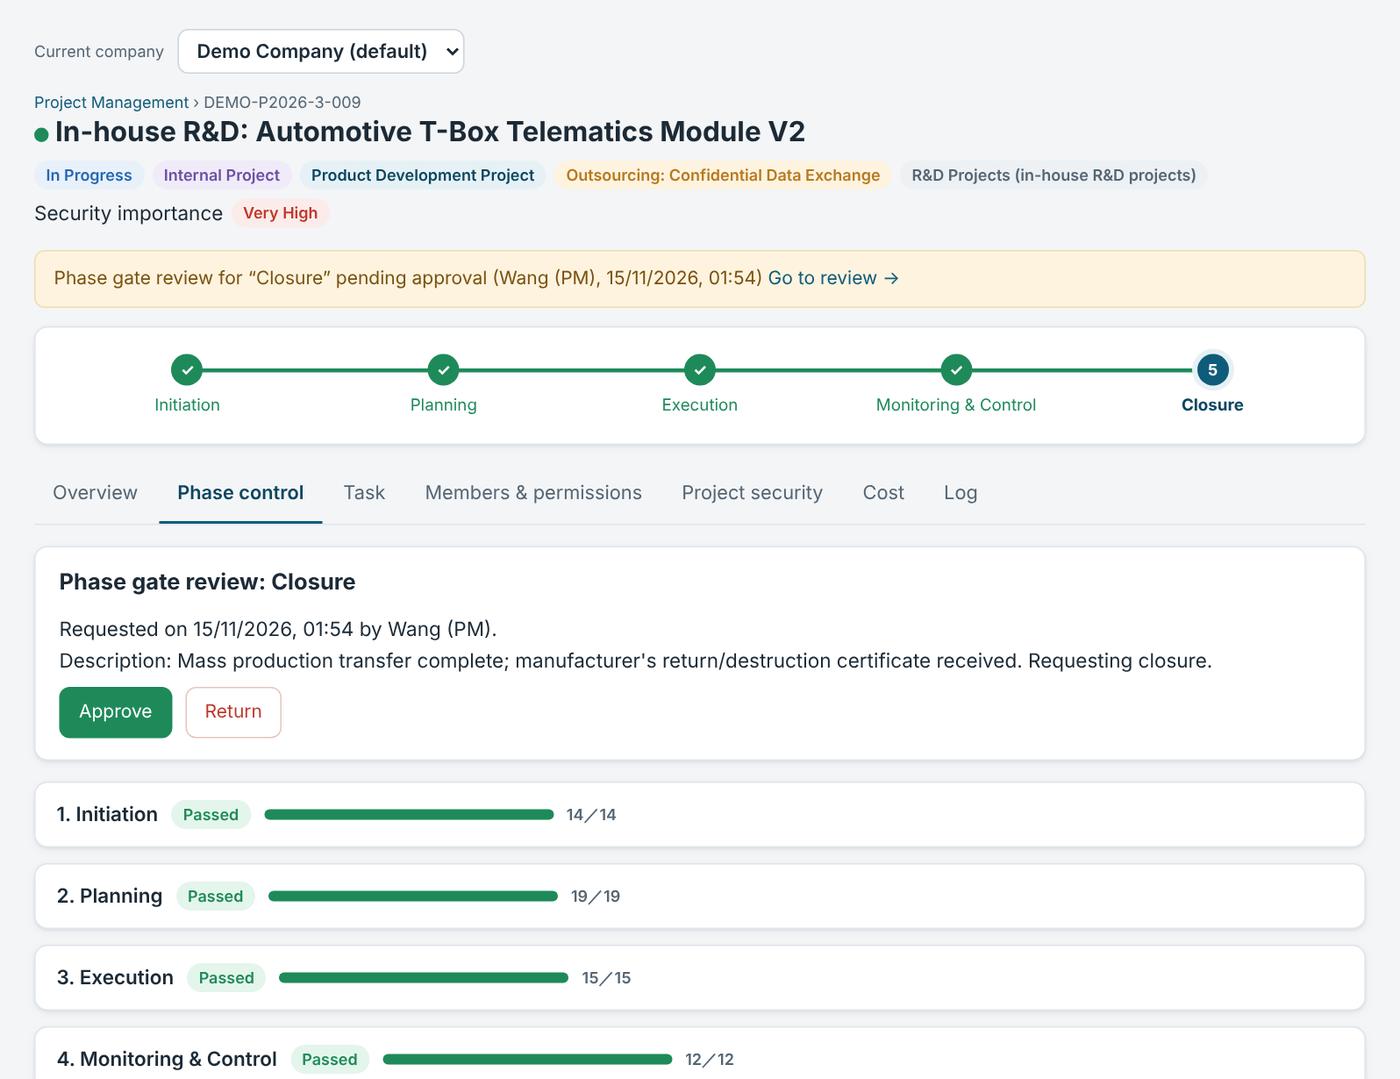 Current company Demo Company (default)
Project Management › DEMO-P2026-3-009
In-house R&D: Automotive T-Box Telematics Module V2
In Progress Internal Project Product Development Project Outsourcing: Confidential Data Exchange R&D Projects (in-house R&D projects)
Security importance Very High
Phase gate review for “Closure” pending approval (Wang (PM), 15/11/2026, 01:54) Go to review →
5
Initiation Planning Execution Monitoring & Control Closure
Overview Phase control Task Members & permissions Project security Cost Log
Phase gate review: Closure
Requested on 15/11/2026, 01:54 by Wang (PM).
Description: Mass production transfer complete; manufacturer's return/destruction certificate received. Requesting closure.
Approve Return
1. Initiation Passed 14／14
2. Planning Passed 19／19
3. Execution Passed 15／15
4. Monitoring & Control Passed 12／12